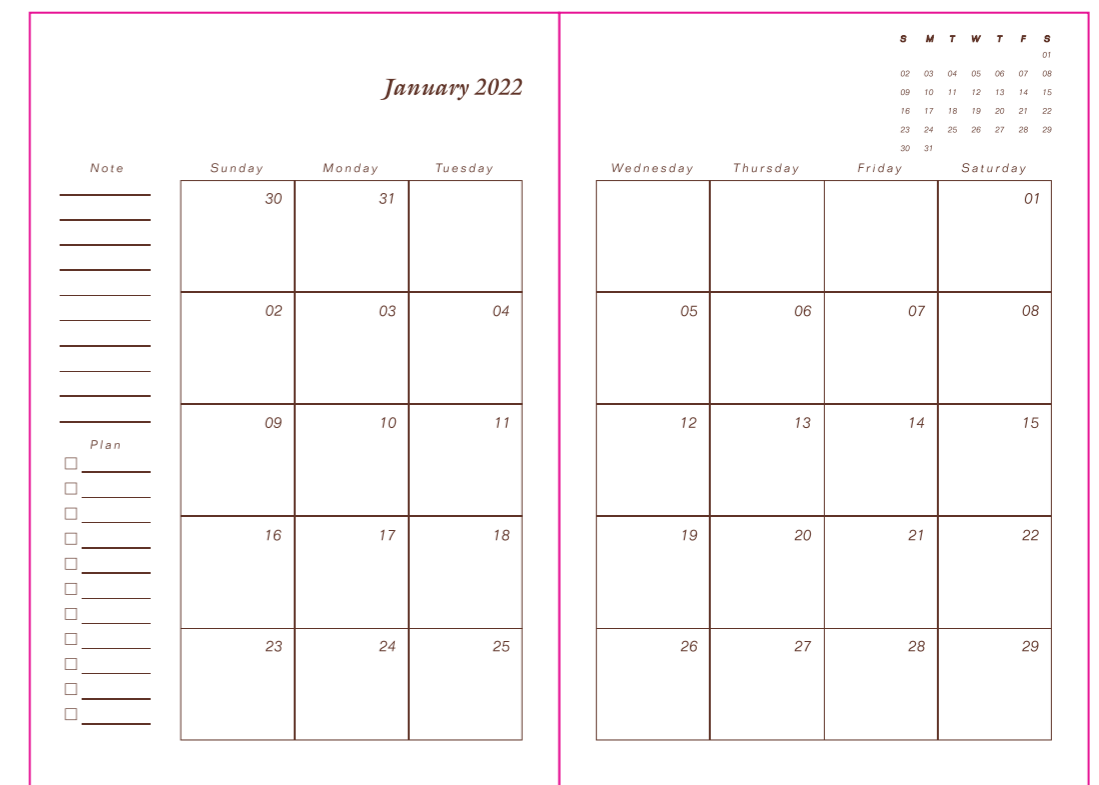 January 2022
S M T W T F S
01
02 03 04 05 06 07 08
09 10 11 12 13 14 15
16 17 18 19 20 21 22
23 24 25 26 27 28 29
30 31
Note Sunday Monday Tuesday Wednesday Thursday Friday Saturday
30 31 01
02 03 04 05 06 07 08
09 10 11 12 13 14 15
Plan
16 17 18 19 20 21 22
23 24 25 26 27 28 29